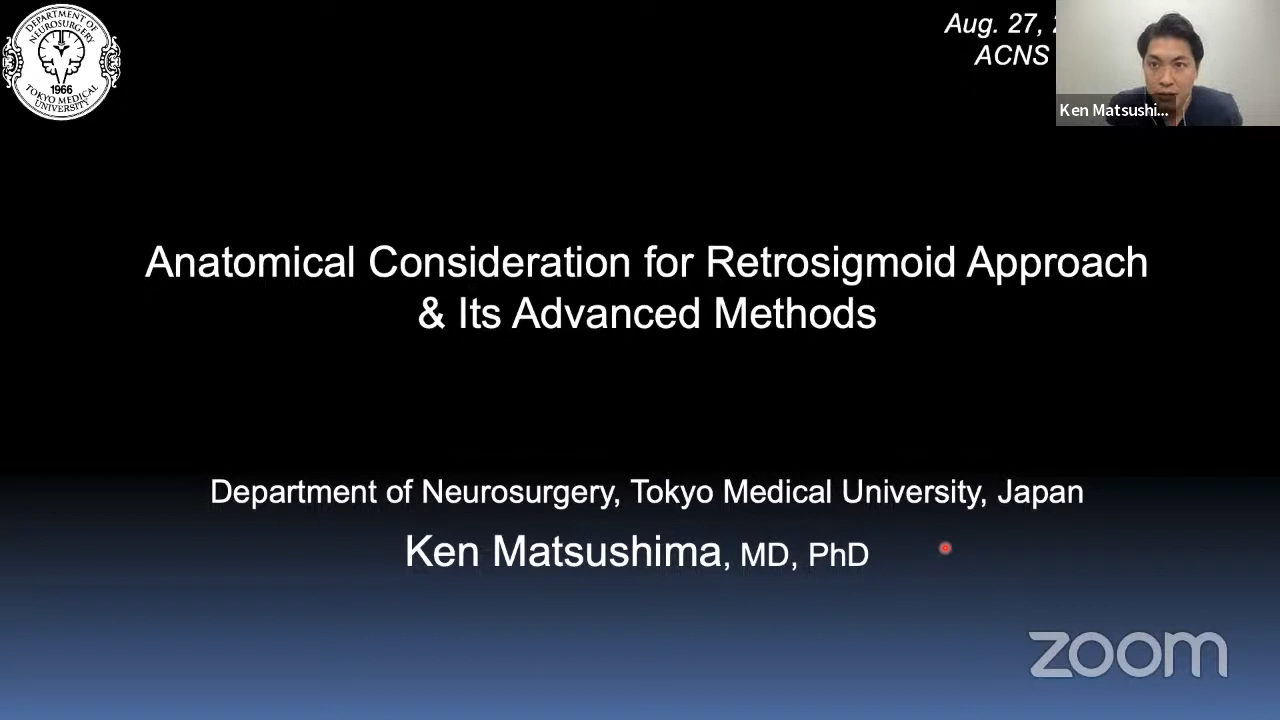 DEPARTMENT OF
NEUROSURGERY,
1966
TOKYO MEDICAL
UNIVERSITY
Aug. 27,
ACNS
Ken Matsushi...
Anatomical Consideration for Retrosigmoid Approach
& Its Advanced Methods
Department of Neurosurgery, Tokyo Medical University, Japan
Ken Matsushima, MD, PhD
zoom